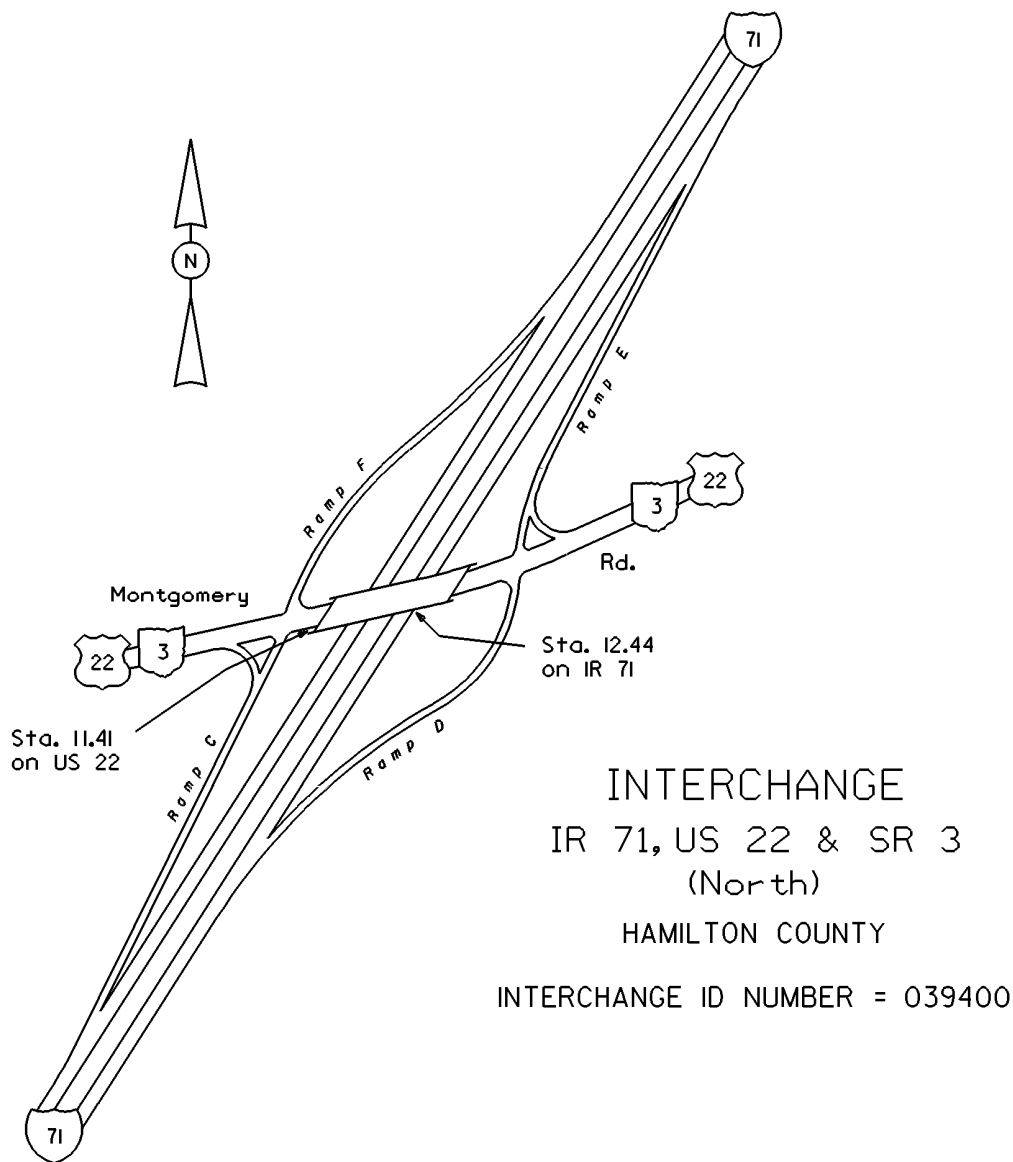 71
N
Ramp E
Ramp F
22
3
Rd.
Montgomery
3
22
Sta. 12.44
on IR 71
Sta. 11.41
on US 22
Ramp C
Ramp D
INTERCHANGE
IR 71, US 22 & SR 3
(North)
HAMILTON COUNTY
INTERCHANGE ID NUMBER = 039400
71